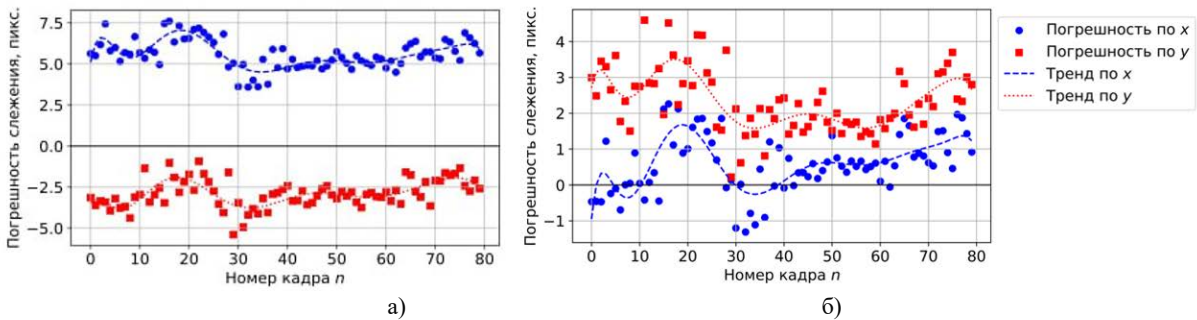 Погрешность слежения, пикс.
7.5
5.0
2.5
0.0
−2.5
−5.0
0 10 20 30 40 50 60 70 80
Номер кадра n
а)
Погрешность слежения, пикс.
4
3
2
1
0
−1
0 10 20 30 40 50 60 70 80
Номер кадра n
б)
Погрешность по x
Погрешность по y
Тренд по x
Тренд по y